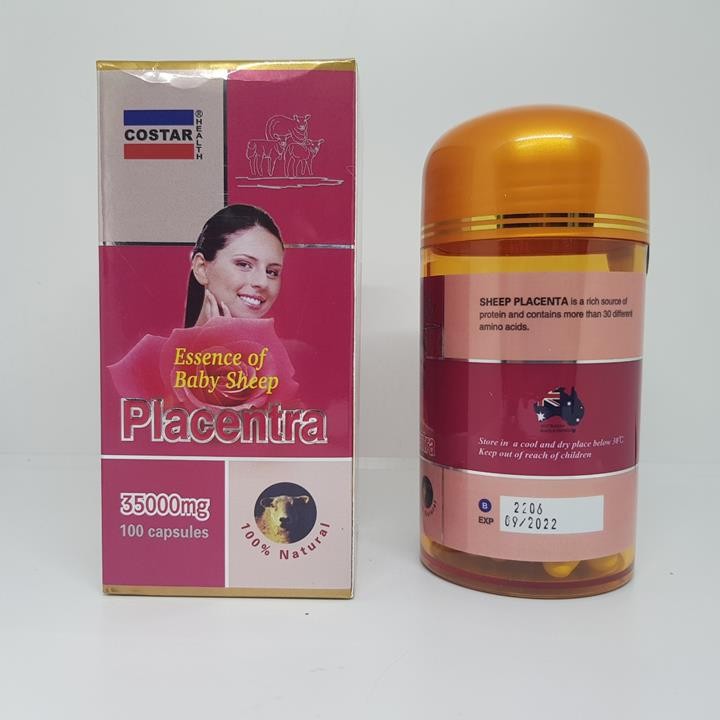 COSTAR
®
HEALTH
Essence of
Baby Sheep
Placentra
35000mg
100 capsules
100% Natural
SHEEP PLACENTA is a rich source of
protein and contains more than 30 different
amino acids.
Store in a cool and dry place below 30℃
Keep out of reach of children
B 2206
EXP 09/2022